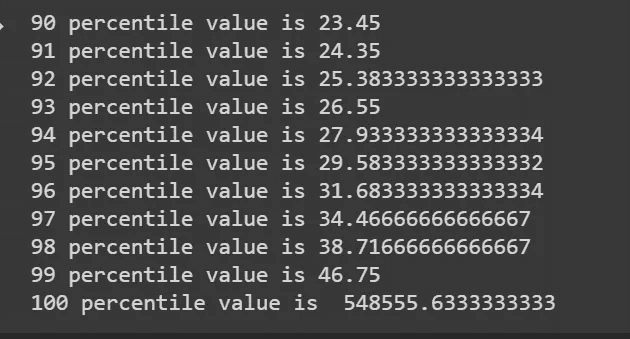 90 percentile value is 23.45
91 percentile value is 24.35
92 percentile value is 25.383333333333333
93 percentile value is 26.55
94 percentile value is 27.933333333333334
95 percentile value is 29.583333333333332
96 percentile value is 31.683333333333334
97 percentile value is 34.46666666666667
98 percentile value is 38.71666666666667
99 percentile value is 46.75
100 percentile value is  548555.6333333333